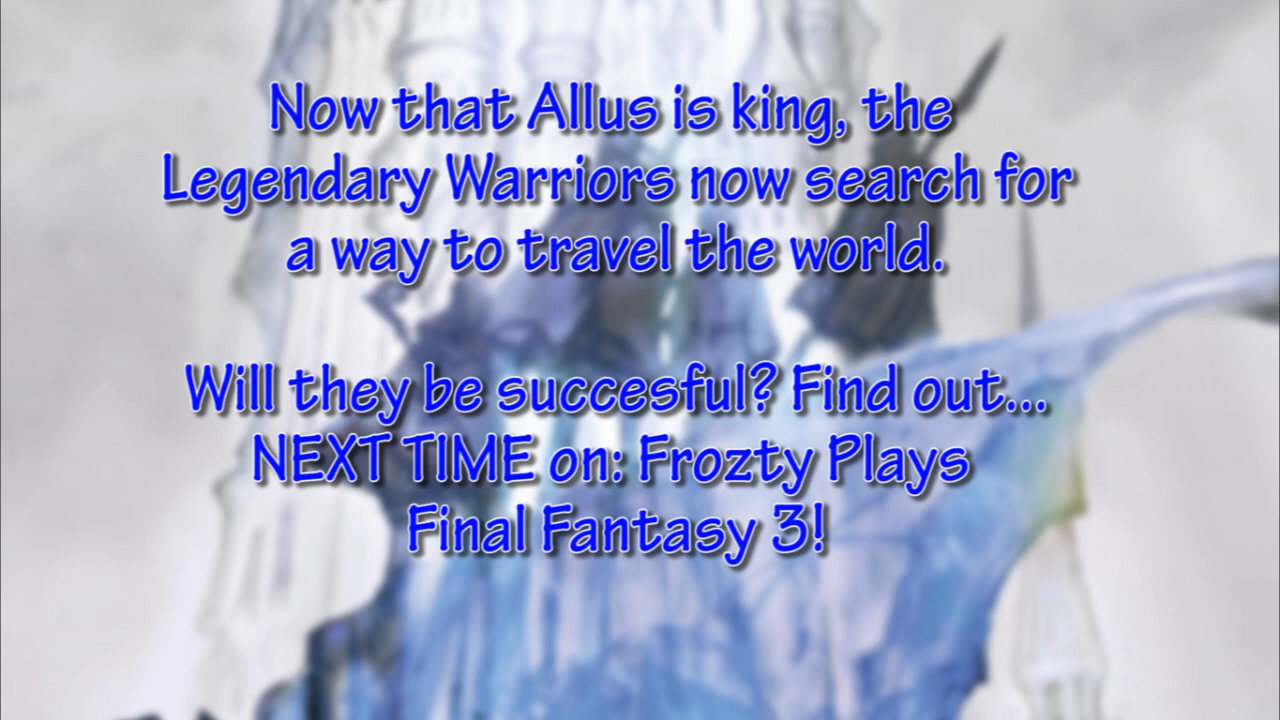 Now that Allus is king, the
Legendary Warriors now search for
a way to travel the world.
Will they be succesful? Find out...
NEXT TIME on: Frozty Plays
Final Fantasy 3!